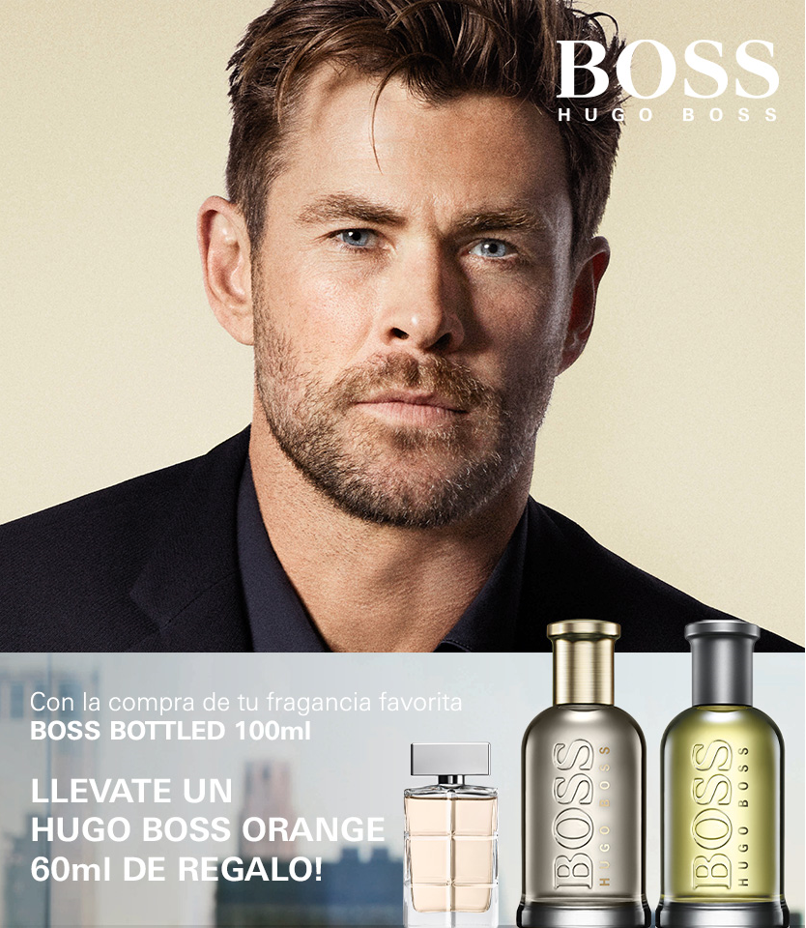 BOSS
HUGO BOSS
Con la compra de tu fragancia favorita
BOSS BOTTLED 100ml
LLEVATE UN
HUGO BOSS ORANGE
60ml DE REGALO!
BOSS
HUGO BOSS
BOSS
HUGO BOSS